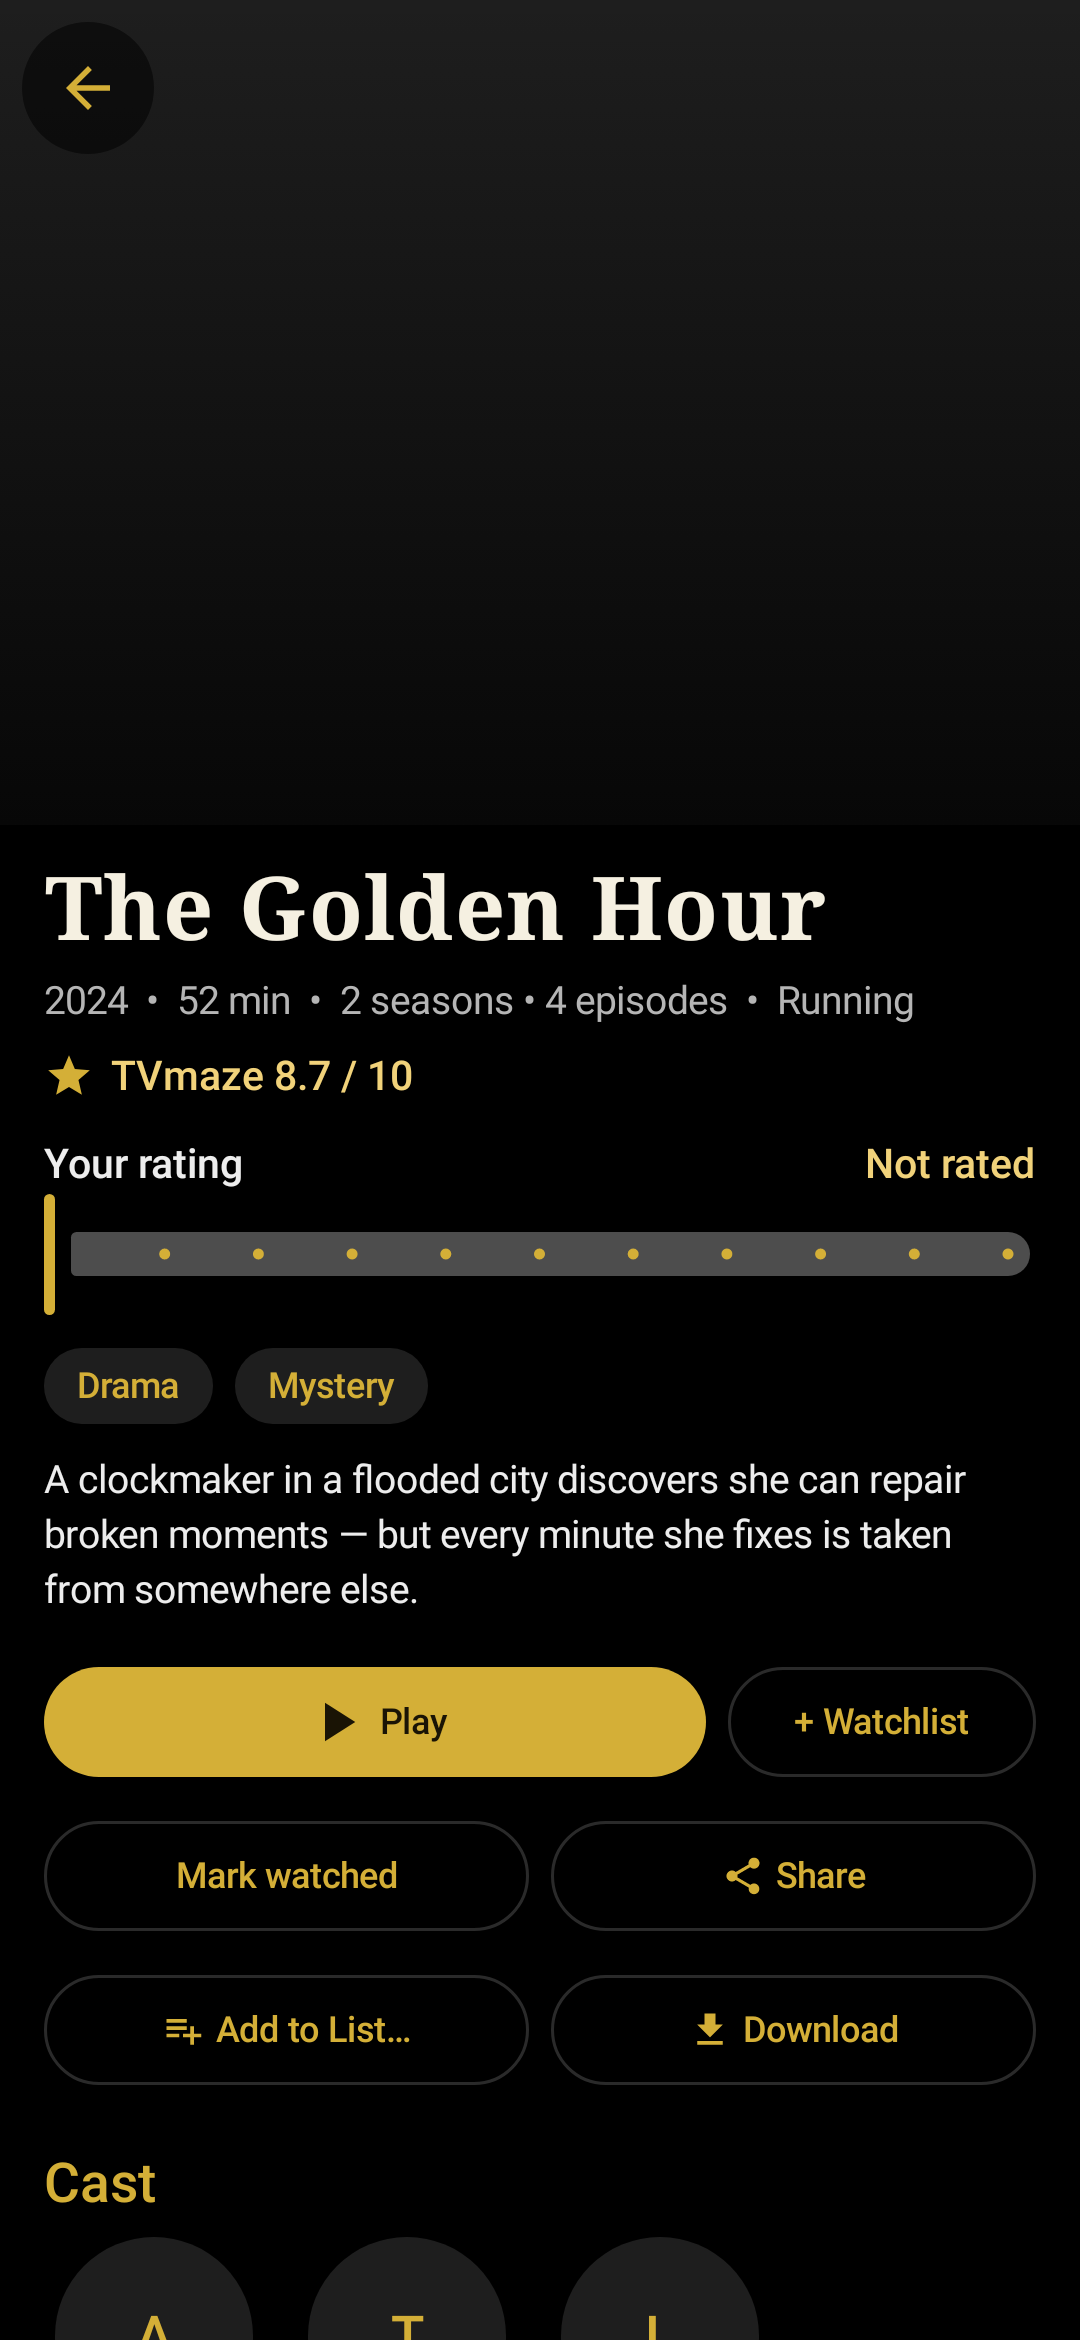 The Golden Hour
2024 • 52 min • 2 seasons • 4 episodes • Running
TVmaze 8.7 / 10
Your rating
Not rated
Drama
Mystery
A clockmaker in a flooded city discovers she can repair
broken moments — but every minute she fixes is taken
from somewhere else.
Play
+ Watchlist
Mark watched
Share
Add to List...
Download
Cast
A
T